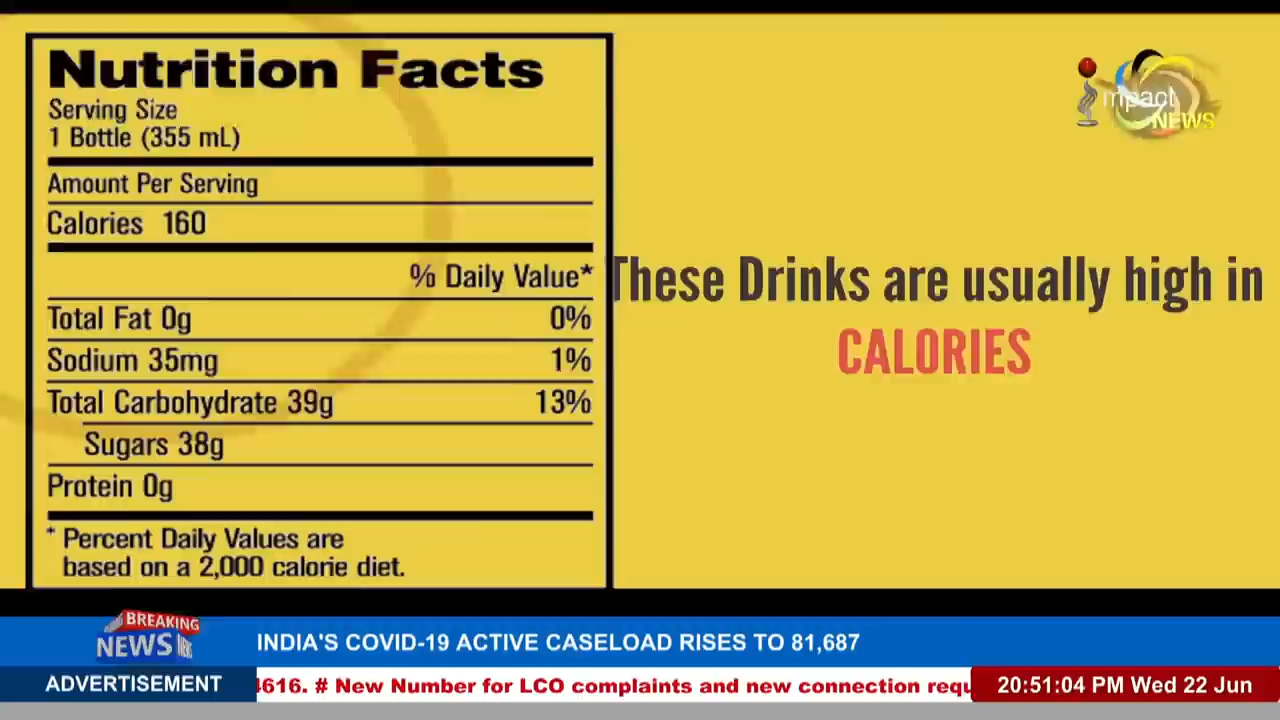 Nutrition Facts
Serving Size
1 Bottle (355 mL)
Amount Per Serving
Calories 160
% Daily Value*
Total Fat 0g 0%
Sodium 35mg 1%
Total Carbohydrate 39g 13%
Sugars 38g
Protein 0g
* Percent Daily Values are
based on a 2,000 calorie diet.
mpact
NEWS
These Drinks are usually high in
CALORIES
BREAKING
NEWS
INDIA'S COVID-19 ACTIVE CASELOAD RISES TO 81,687
ADVERTISEMENT
4616. # New Number for LCO complaints and new connection requ
20:51:04 PM Wed 22 Jun